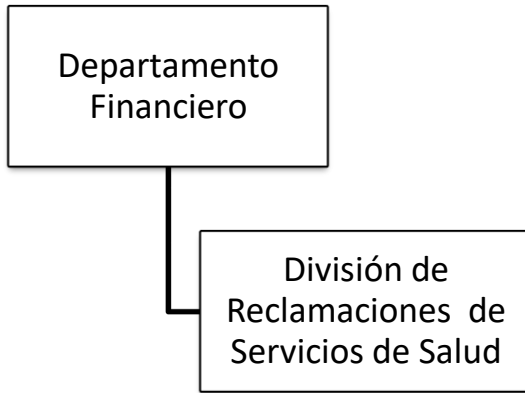 Departamento
Financiero
División de
Reclamaciones de
Servicios de Salud